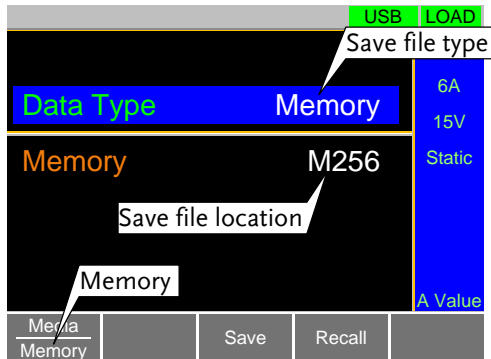 USB LOAD
Save file type
6A
Data Type Memory
15V
Memory M256
Static
Save file location
Memory
A Value
Media
Memory
Save Recall